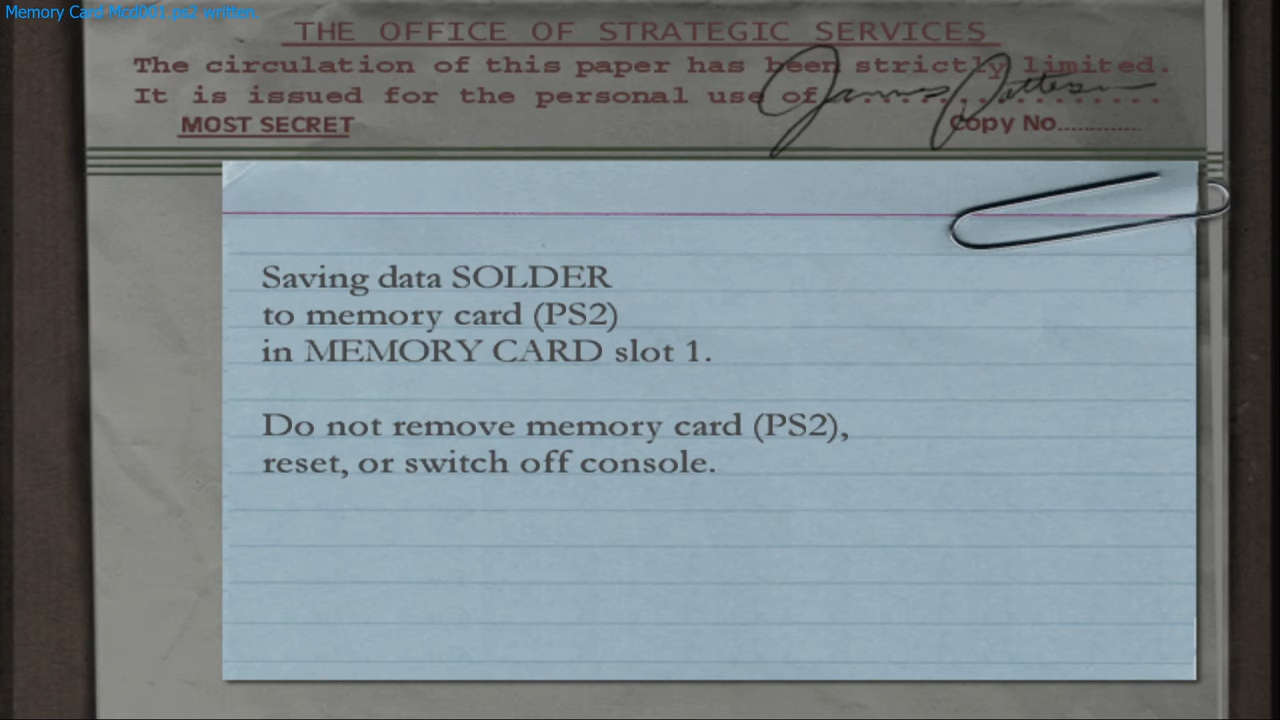 Memory Card Mcd001.ps2 written.
THE OFFICE OF STRATEGIC SERVICES
The circulation of this paper has been strictly limited.
It is issued for the personal use of....................
James Patterson
MOST SECRET
Copy No.............
Saving data SOLDER
to memory card (PS2)
in MEMORY CARD slot 1.
Do not remove memory card (PS2),
reset, or switch off console.